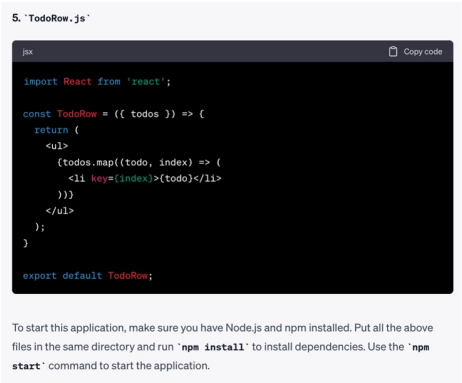 5. `TodoRow.js`
jsx
Copy code
import React from 'react';
const TodoRow = ({ todos }) => {
return (
<ul>
{todos.map((todo, index) => (
<li key={index}>{todo}</li>
))}
</ul>
);
}
export default TodoRow;
To start this application, make sure you have Node.js and npm installed. Put all the above
files in the same directory and run `npm install` to install dependencies. Use the `npm
start` command to start the application.